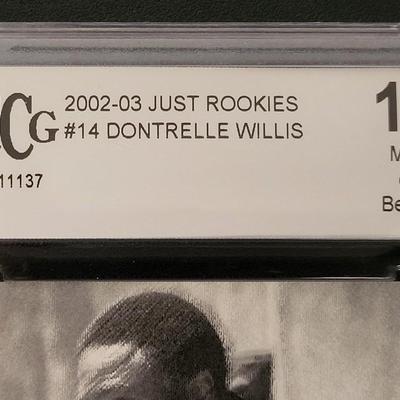 CG
2002-03 JUST ROOKIES
#14 DONTRELLE WILLIS
11137
1
M
Be